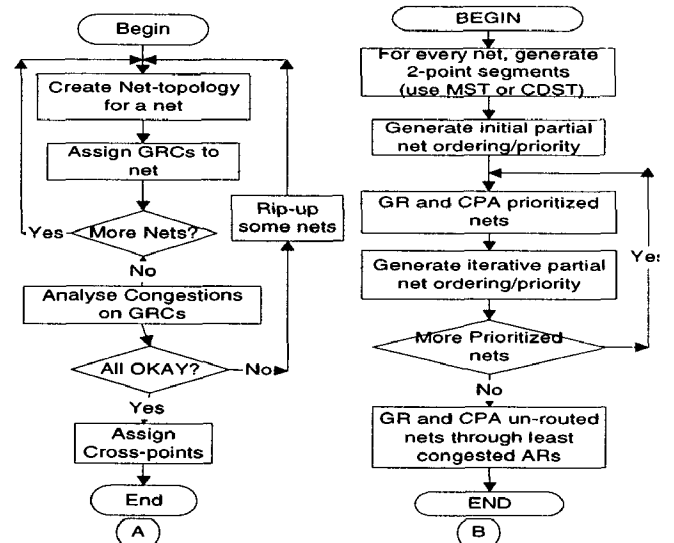 Begin
Create Net-topology
for a net
Assign GRCs to
net
More Nets?
Yes
No
Analyse Congestions
on GRCs
All OKAY?
No
Rip-up
some nets
Yes
Assign
Cross-points
End
A
BEGIN
For every net, generate
2-point segments
(use MST or CDST)
Generate initial partial
net ordering/priority
GR and CPA prioritized
nets
Generate iterative partial
net ordering/priority
More Prioritized
nets
Yes
No
GR and CPA un-routed
nets through least
congested ARs
END
B